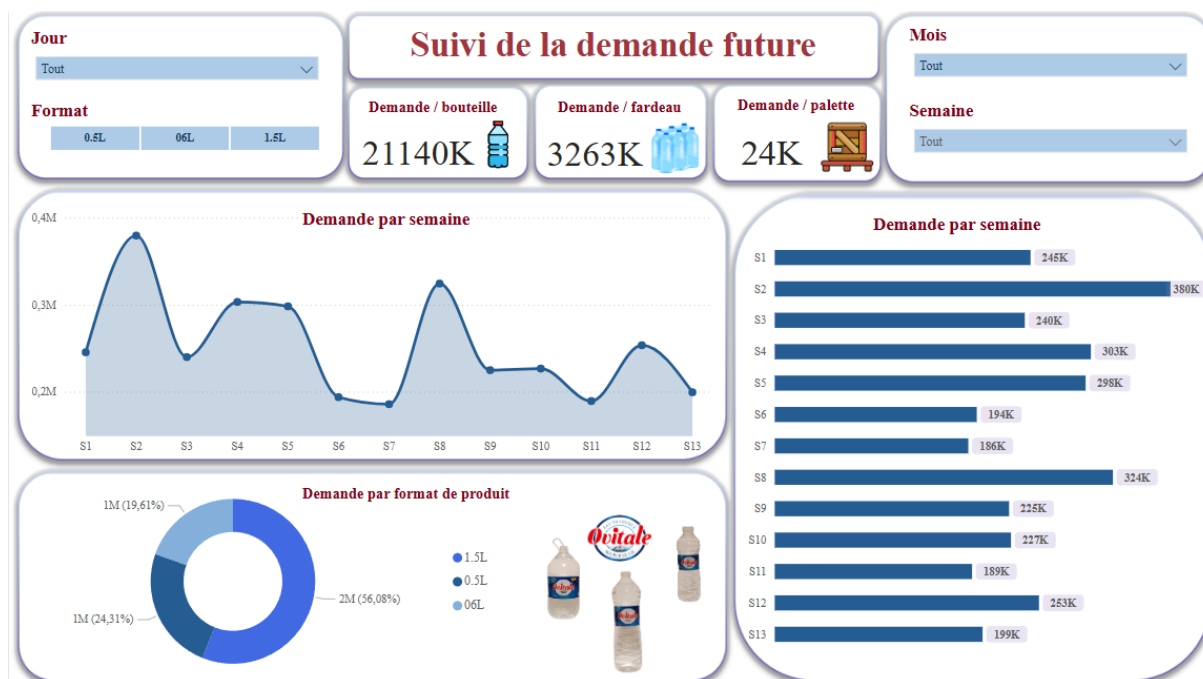 Jour
Tout
Format
0.5L
06L
1.5L
Suivi de la demande future
Demande / bouteille
21140K
Demande / fardeau
3263K
Demande / palette
24K
Mois
Tout
Semaine
Tout
Demande par semaine
0,4M
0,3M
0,2M
S1
S2
S3
S4
S5
S6
S7
S8
S9
S10
S11
S12
S13
Demande par semaine
S1 245K
S2 380K
S3 240K
S4 303K
S5 298K
S6 194K
S7 186K
S8 324K
S9 225K
S10 227K
S11 189K
S12 253K
S13 199K
Demande par format de produit
1M (19,61%)
1M (24,31%)
2M (56,08%)
1.5L
0.5L
06L
Ovitale